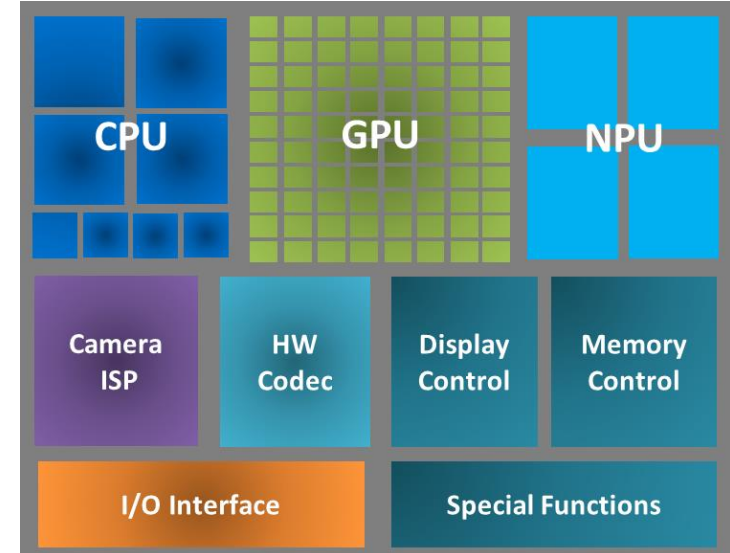 CPU
GPU
NPU
Camera
ISP
HW
Codec
Display
Control
Memory
Control
I/O Interface
Special Functions